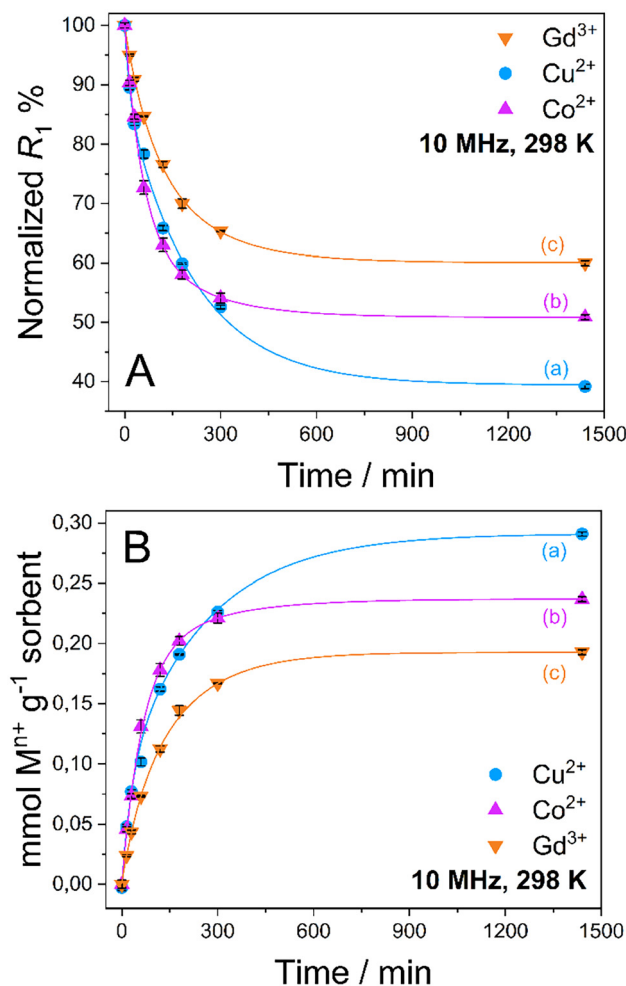 Normalized R₁ %
100
90
80
70
60
50
40
Gd³⁺
Cu²⁺
Co²⁺
10 MHz, 298 K
(c)
(b)
(a)
A
0
300
600
900
1200
1500
Time / min
mmol Mⁿ⁺ g⁻¹ sorbent
0,30
0,25
0,20
0,15
0,10
0,05
0,00
B
(a)
(b)
(c)
Cu²⁺
Co²⁺
Gd³⁺
10 MHz, 298 K
0
300
600
900
1200
1500
Time / min